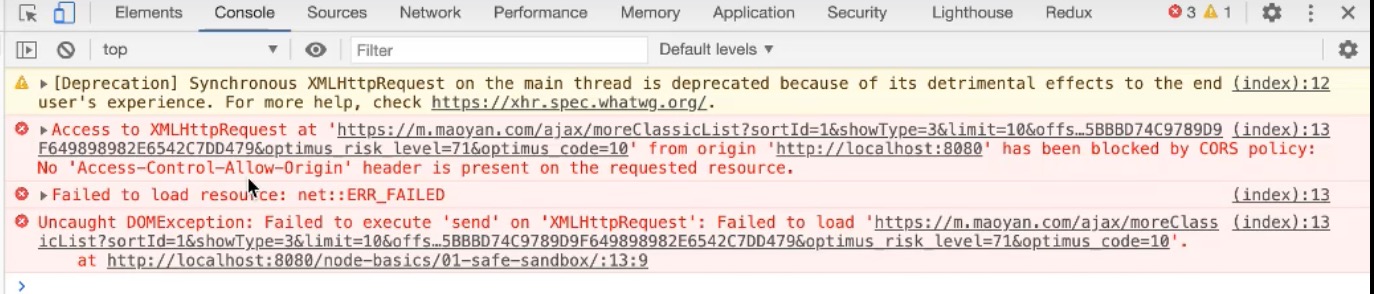 Elements Console Sources Network Performance Memory Application Security Lighthouse Redux 3 1
top Filter Default levels
[Deprecation] Synchronous XMLHttpRequest on the main thread is deprecated because of its detrimental effects to the end (index):12
user's experience. For more help, check https://xhr.spec.whatwg.org/.
Access to XMLHttpRequest at 'https://m.maoyan.com/ajax/moreClassicList?sortId=1&showType=3&limit=10&offs…5BBBD74C9789D9 (index):13
F649898982E6542C7DD479&optimus_risk_level=71&optimus_code=10' from origin 'http://localhost:8080' has been blocked by CORS policy:
No 'Access-Control-Allow-Origin' header is present on the requested resource.
Failed to load resource: net::ERR_FAILED (index):13
Uncaught DOMException: Failed to execute 'send' on 'XMLHttpRequest': Failed to load 'https://m.maoyan.com/ajax/moreClass (index):13
icList?sortId=1&showType=3&limit=10&offs…5BBBD74C9789D9F649898982E6542C7DD479&optimus_risk_level=71&optimus_code=10'.
at http://localhost:8080/node-basics/01-safe-sandbox/:13:9